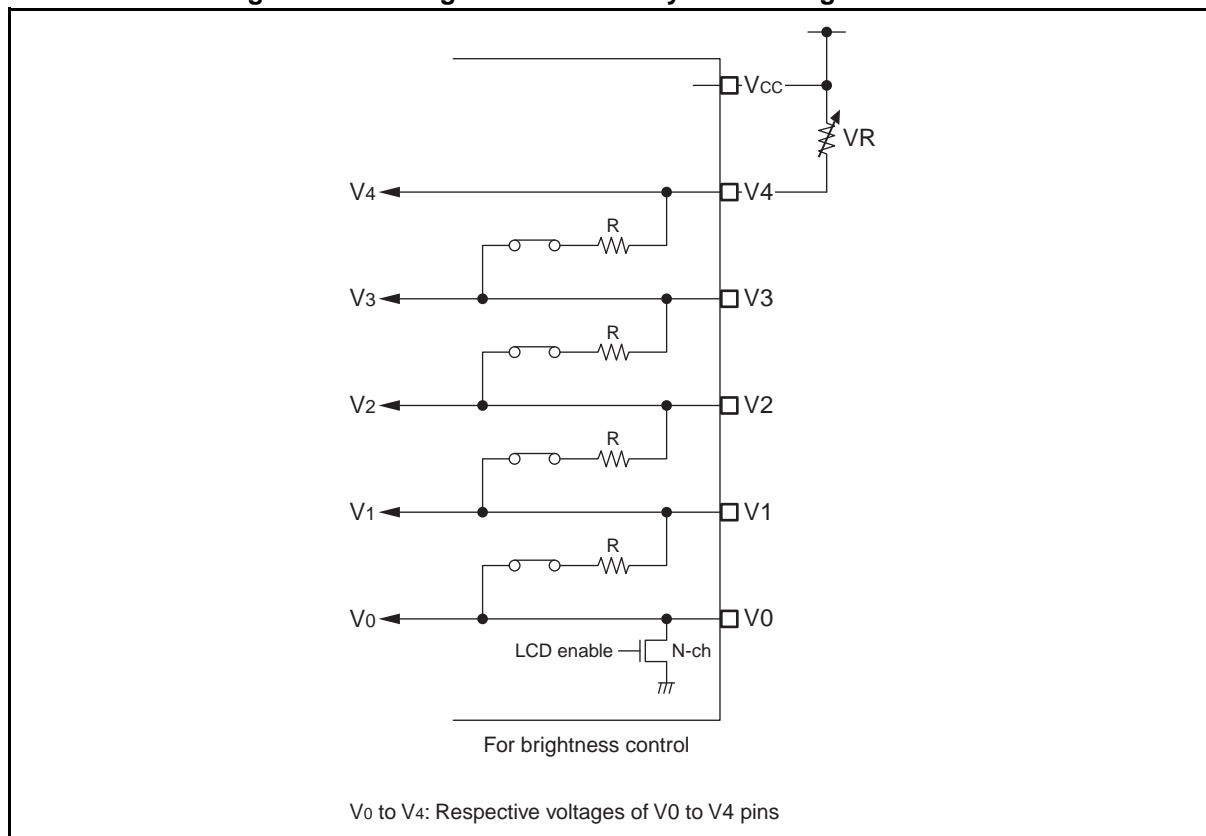 VCC
VR
V4 V4
R
V3 V3
R
V2 V2
R
V1 V1
R
V0 V0
LCD enable N-ch
For brightness control
V0 to V4: Respective voltages of V0 to V4 pins